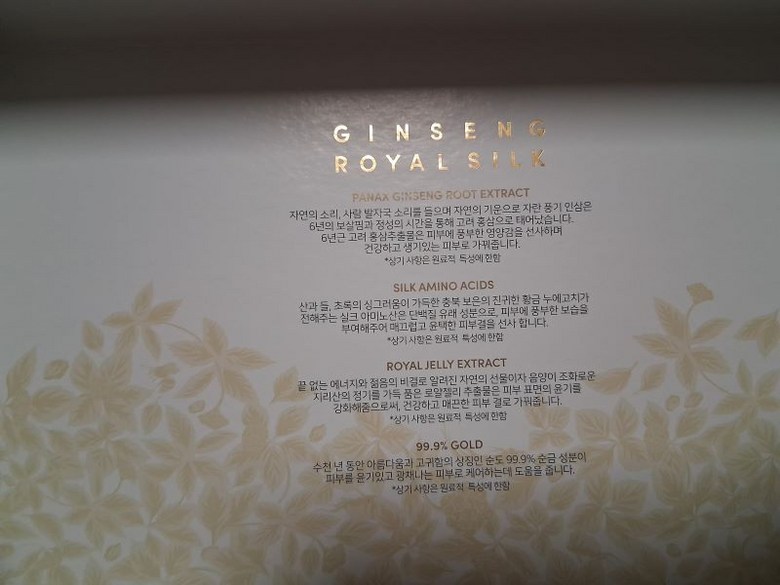 GINSENG
ROYAL SILK
PANAX GINSENG ROOT EXTRACT
자연의 소리, 사람 발자국 소리를 들으며 자연의 기운으로 자란 풍기 인삼은
6년의 보살핌과 정성의 시간을 통해 고려 홍삼으로 태어났습니다.
6년근 고려 홍삼추출물은 피부에 풍부한 영양감을 선사하며
건강하고 생기있는 피부로 가꿔줍니다.
*상기 사항은 원료적 특성에 한함
SILK AMINO ACIDS
산과 들, 초록의 싱그러움이 가득한 충북 보은의 진귀한 황금 누에고치가
전해주는 실크 아미노산은 단백질 유래 성분으로, 피부에 풍부한 보습을
부여해주어 매끄럽고 윤택한 피부결을 선사 합니다.
*상기 사항은 원료적 특성에 한함
ROYAL JELLY EXTRACT
끝 없는 에너지와 젊음의 비결로 알려진 자연의 선물이자 음양이 조화로운
지리산의 정기를 가득 품은 로얄젤리 추출물은 피부 표면의 윤기를
강화해줌으로써, 건강하고 매끈한 피부 결로 가꿔줍니다.
*상기 사항은 원료적 특성에 한함
99.9% GOLD
수천 년 동안 아름다움과 고귀함의 상징인 순도 99.9% 순금 성분이
피부를 윤기있고 광채나는 피부로 케어하는데 도움을 줍니다.
*상기 사항은 원료적 특성에 한함